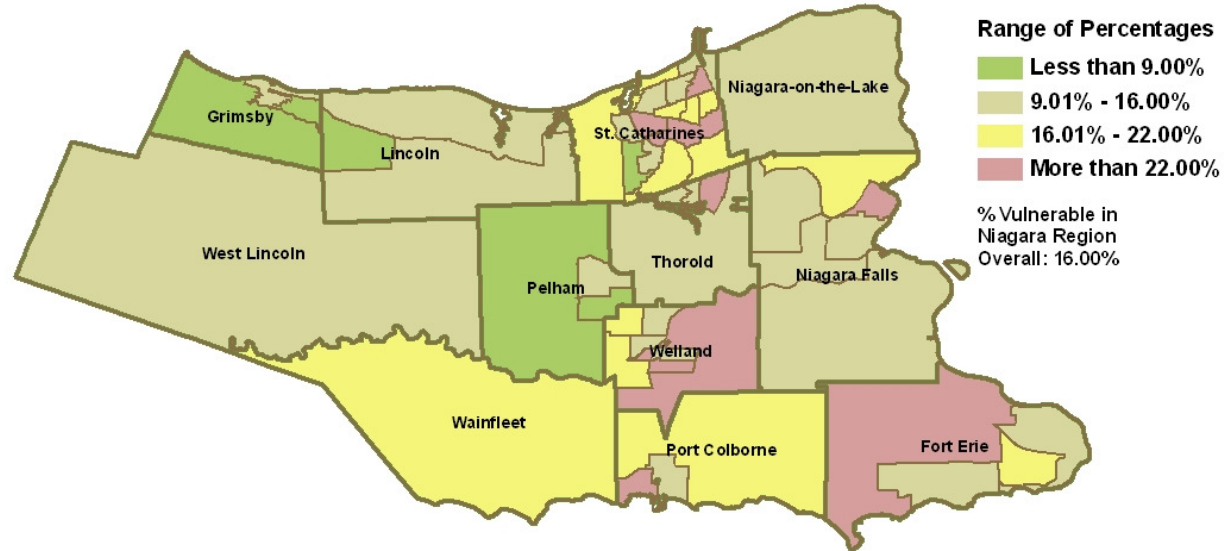 Range of Percentages
Less than 9.00%
9.01% - 16.00%
16.01% - 22.00%
More than 22.00%
% Vulnerable in
Niagara Region
Overall: 16.00%
Niagara-on-the-Lake
Grimsby
St. Catharines
Lincoln
West Lincoln
Thorold
Niagara Falls
Pelham
Welland
Wainfleet
Port Colborne
Fort Erie